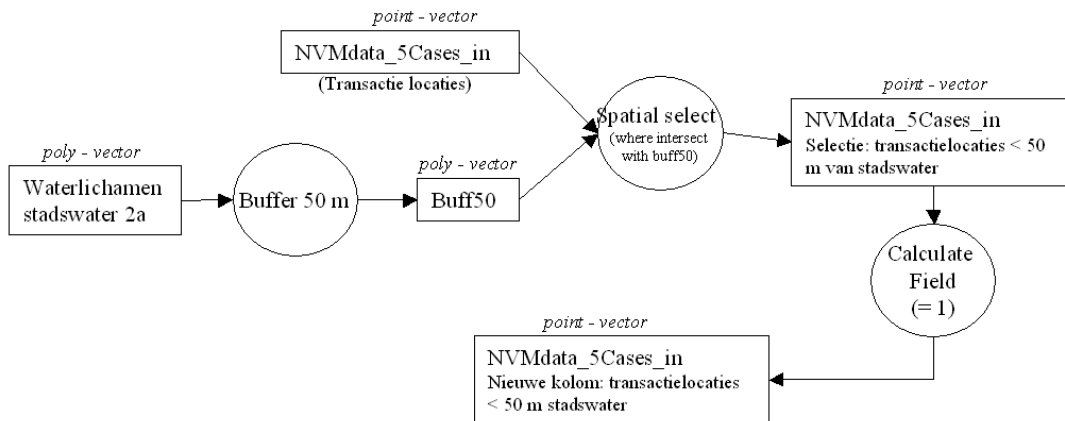 point - vector
NVMdata_5Cases_in
(Transactie locaties)
poly - vector
Waterlichamen
stadswater 2a
Buffer 50 m
poly - vector
Buff50
Spatial select
(where intersect
with buff50)
point - vector
NVMdata_5Cases_in
Selectie: transactielocaties < 50
m van stadswater
Calculate
Field
(= 1)
point - vector
NVMdata_5Cases_in
Nieuwe kolom: transactielocaties
< 50 m stadswater